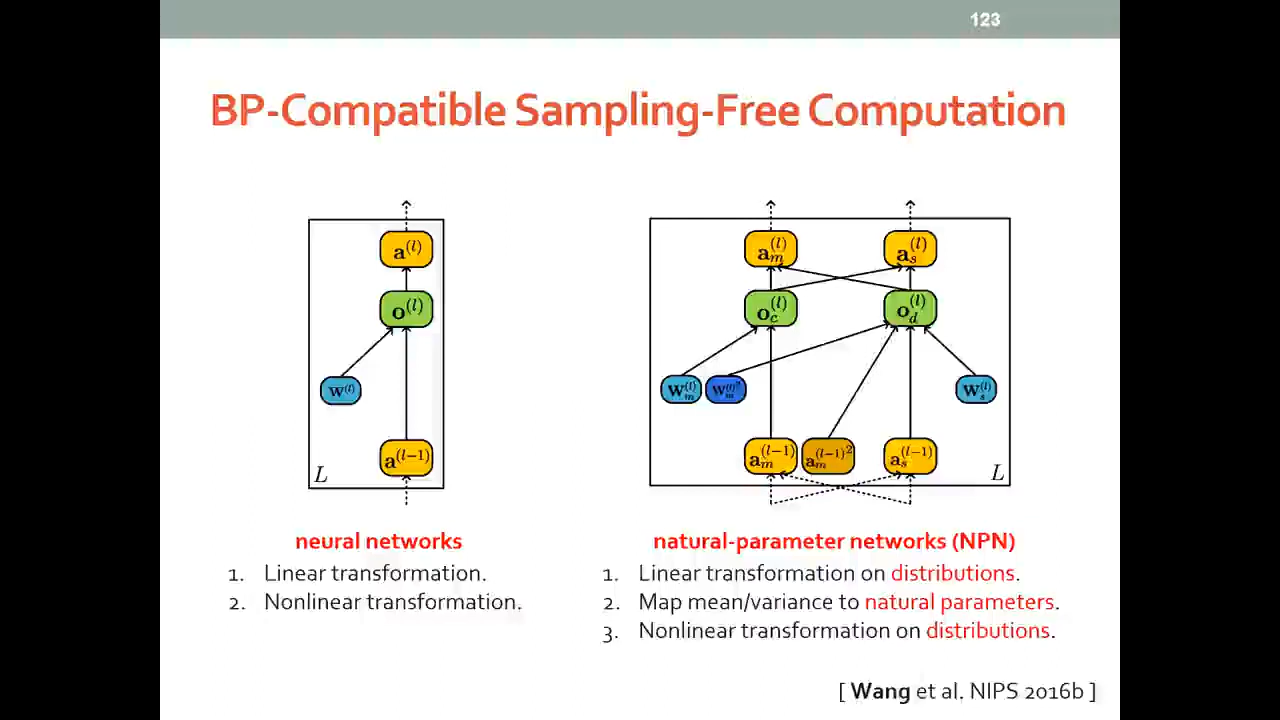 123
BP-Compatible Sampling-Free Computation
a^(l)
a_m^(l) a_s^(l)
o^(l)
o_c^(l) o_d^(l)
w^(l)
W_m^(l) W_m^(l)2 W_s^(l)
a^(l−1)
a_m^(l−1) a_m^(l−1)2 a_s^(l−1)
L
L
neural networks
1. Linear transformation.
2. Nonlinear transformation.
natural-parameter networks (NPN)
1. Linear transformation on distributions.
2. Map mean/variance to natural parameters.
3. Nonlinear transformation on distributions.
[ Wang et al. NIPS 2016b ]